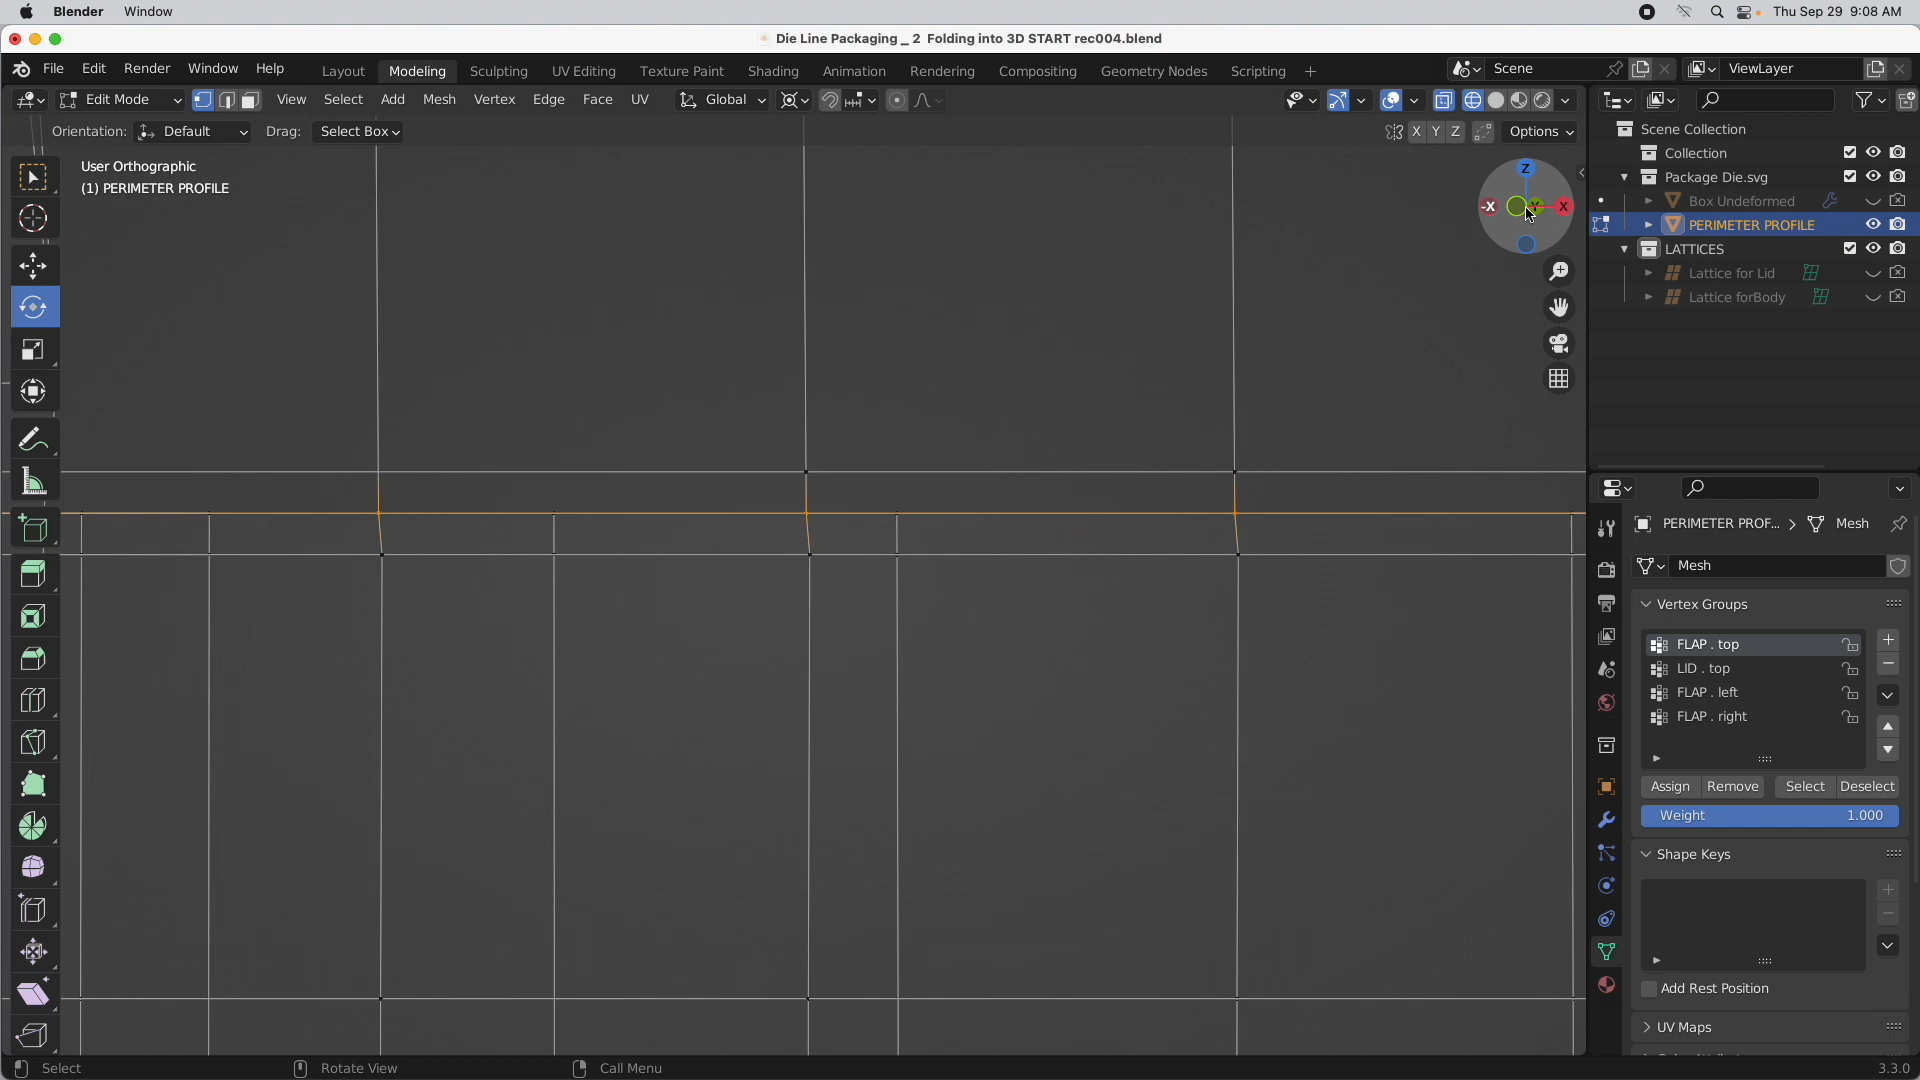 Blender Window Thu Sep 29 9:08 AM
Die Line Packaging _ 2 Folding into 3D START rec004.blend
File Edit Render Window Help Layout Modeling Sculpting UV Editing Texture Paint Shading Animation Rendering Compositing Geometry Nodes Scripting + Scene ViewLayer
Edit Mode View Select Add Mesh Vertex Edge Face UV Global
Orientation: Default Drag: Select Box X Y Z Options
Scene Collection
Collection
Package Die.svg
Box Undeformed
PERIMETER PROFILE
LATTICES
Lattice for Lid
Lattice forBody
User Orthographic
(1) PERIMETER PROFILE
Z
-X Y X
PERIMETER PROF... Mesh
Mesh
Vertex Groups
FLAP . top
LID . top
FLAP . left
FLAP . right
Assign Remove Select Deselect
Weight 1.000
Shape Keys
Add Rest Position
UV Maps
Select Rotate View Call Menu 3.3.0